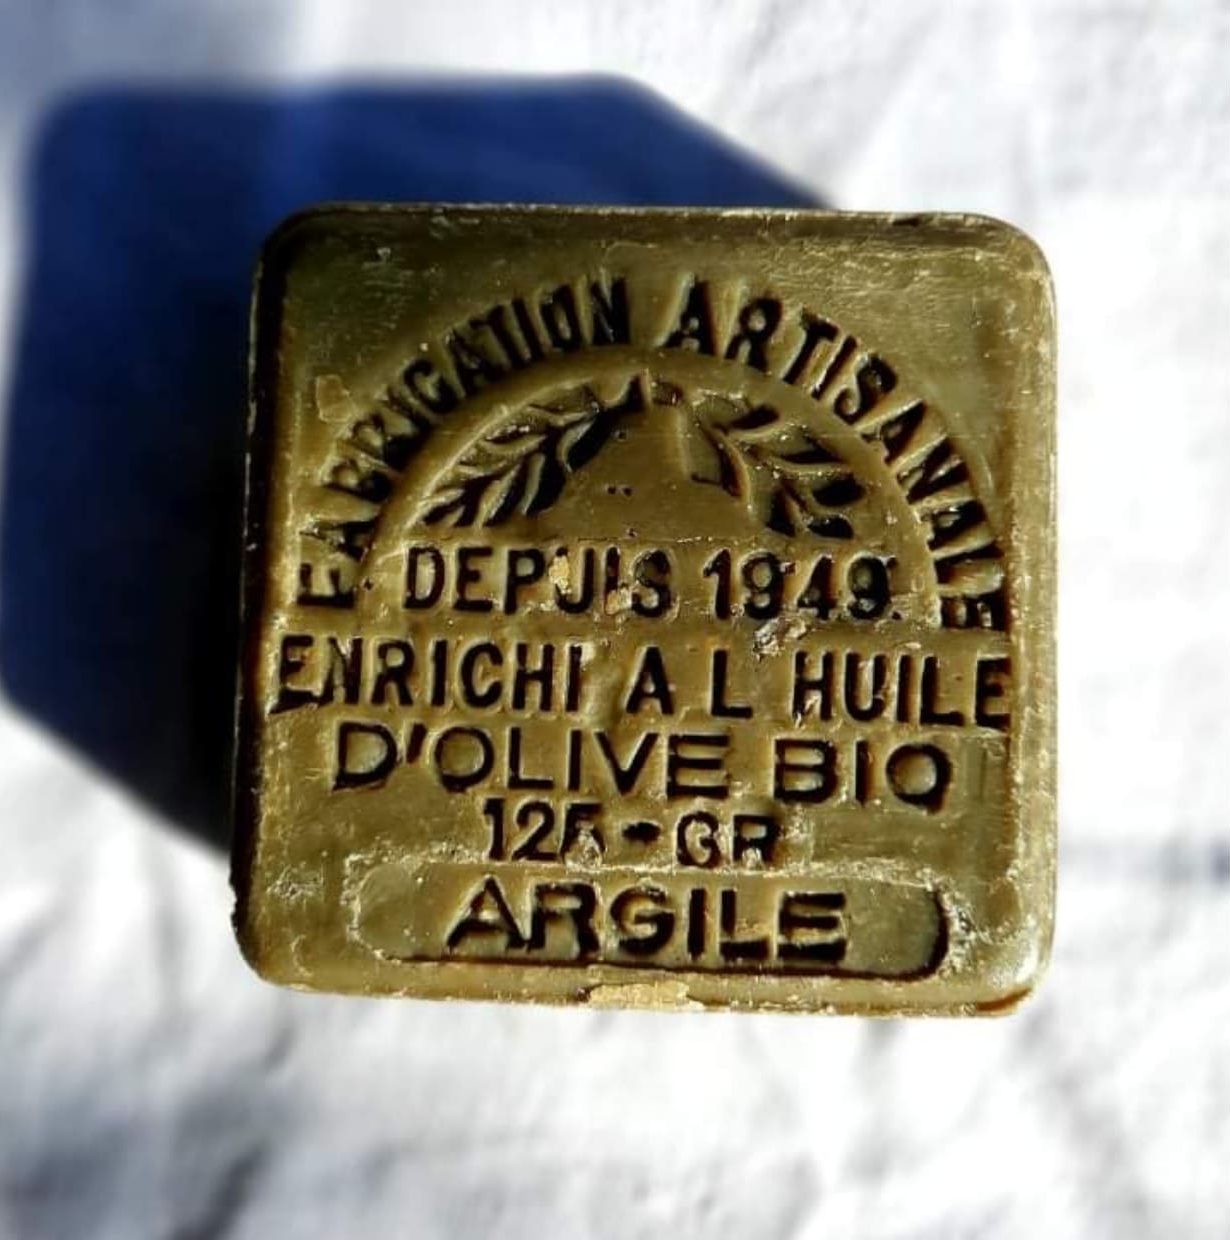 FABRICATION ARTISANALE
DEPUIS 1949
ENRICHI A L HUILE
D'OLIVE BIO
125-GR
ARGILE